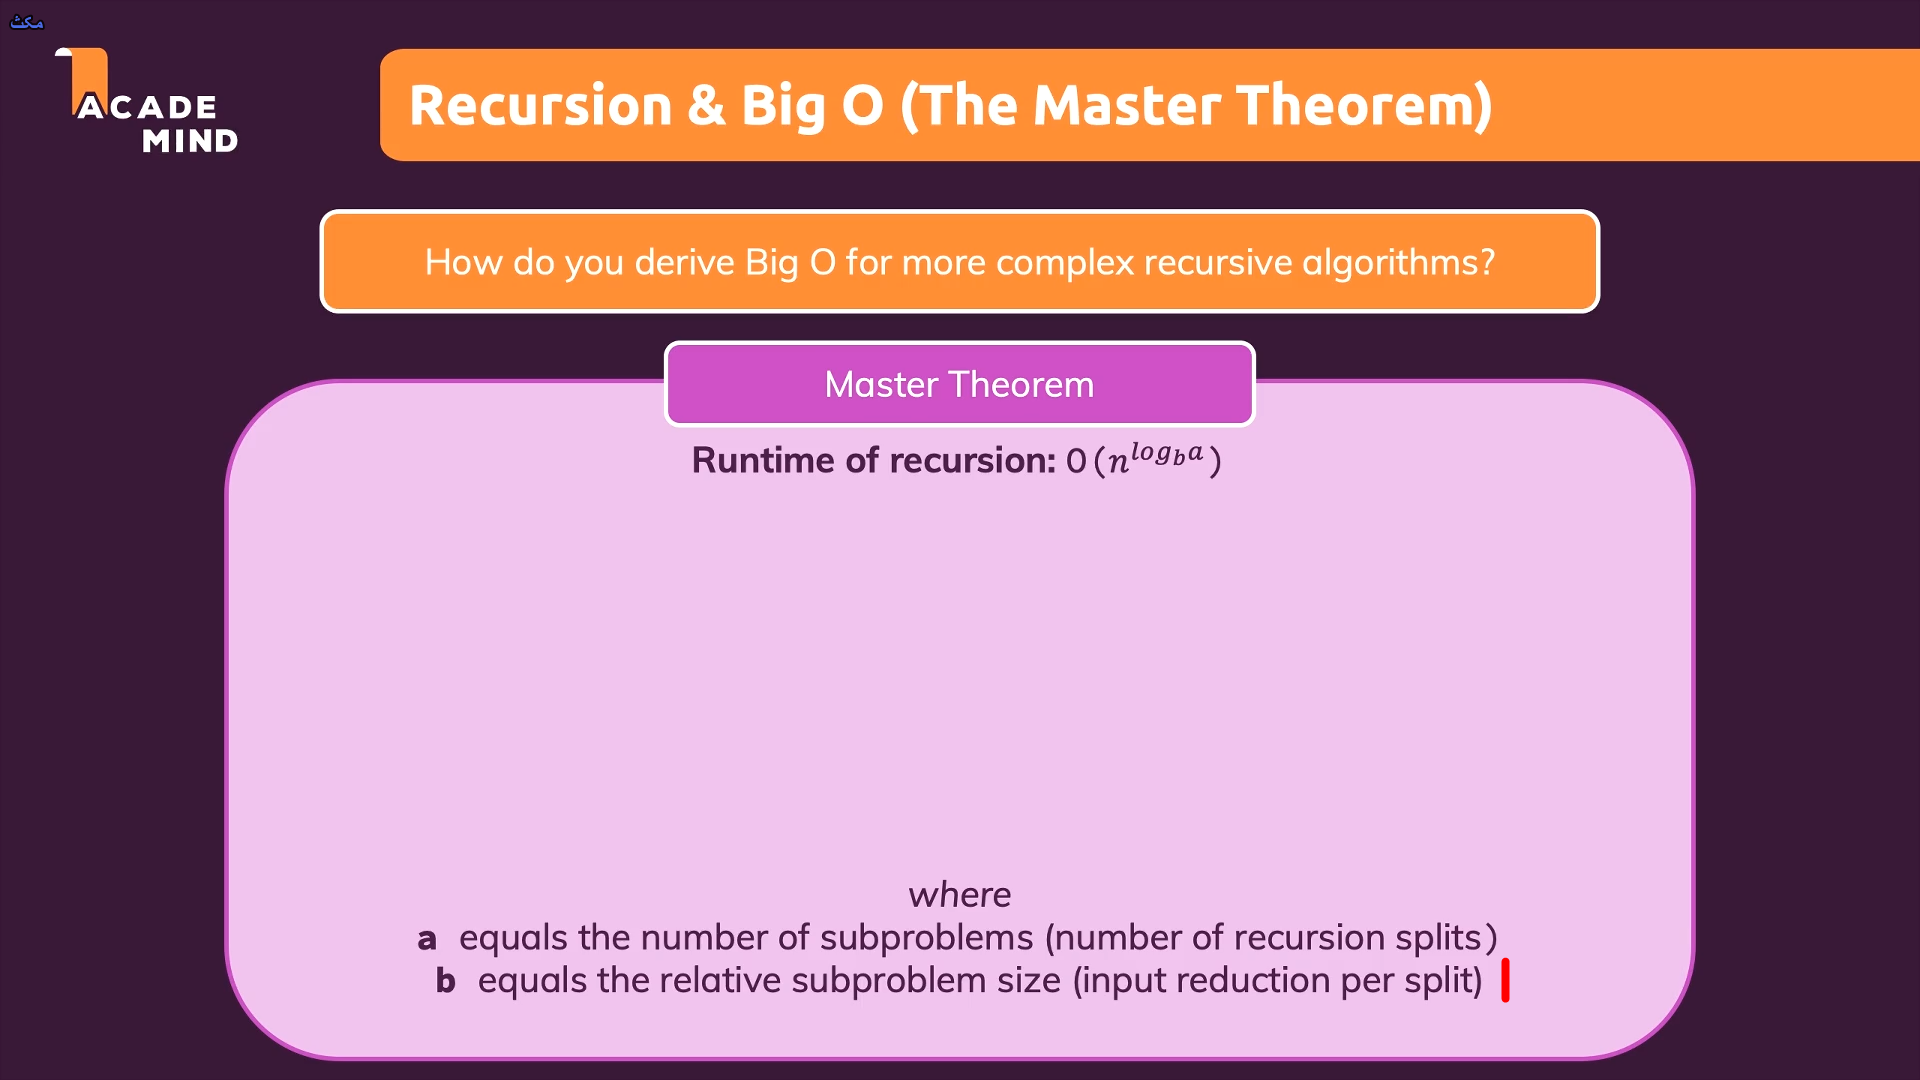 مكث
ACADE
MIND
Recursion & Big O (The Master Theorem)
How do you derive Big O for more complex recursive algorithms?
Master Theorem
Runtime of recursion: O(n^{log_b a})
where
a equals the number of subproblems (number of recursion splits)
b equals the relative subproblem size (input reduction per split)